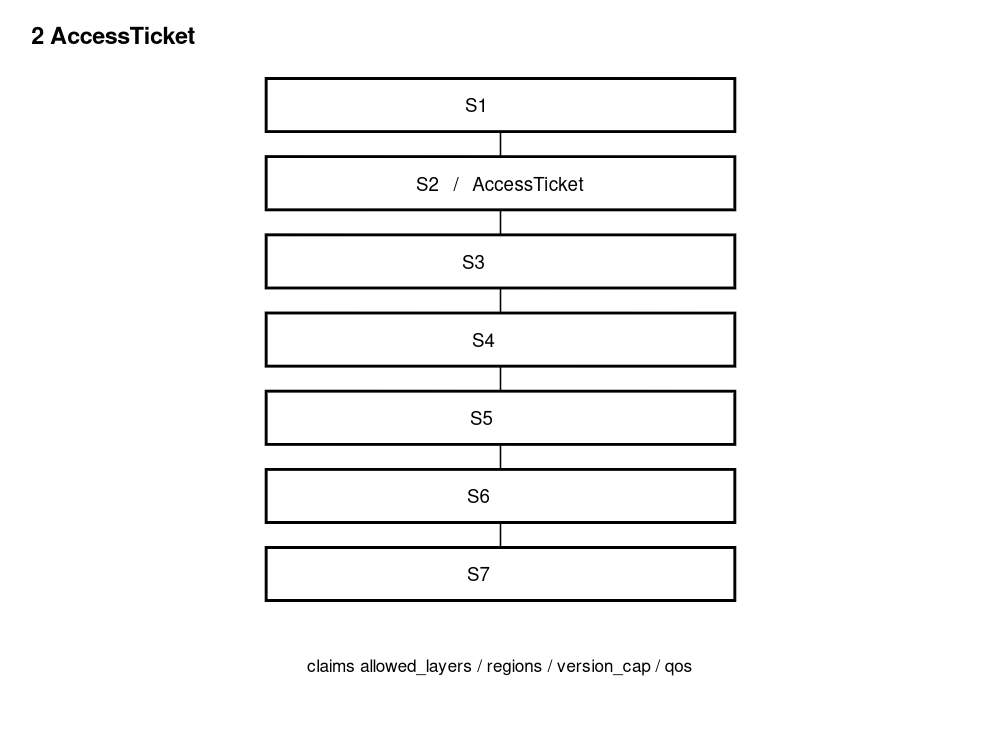 2 AccessTicket
S1
S2 / AccessTicket
S3
S4
S5
S6
S7
claims allowed_layers / regions / version_cap / qos